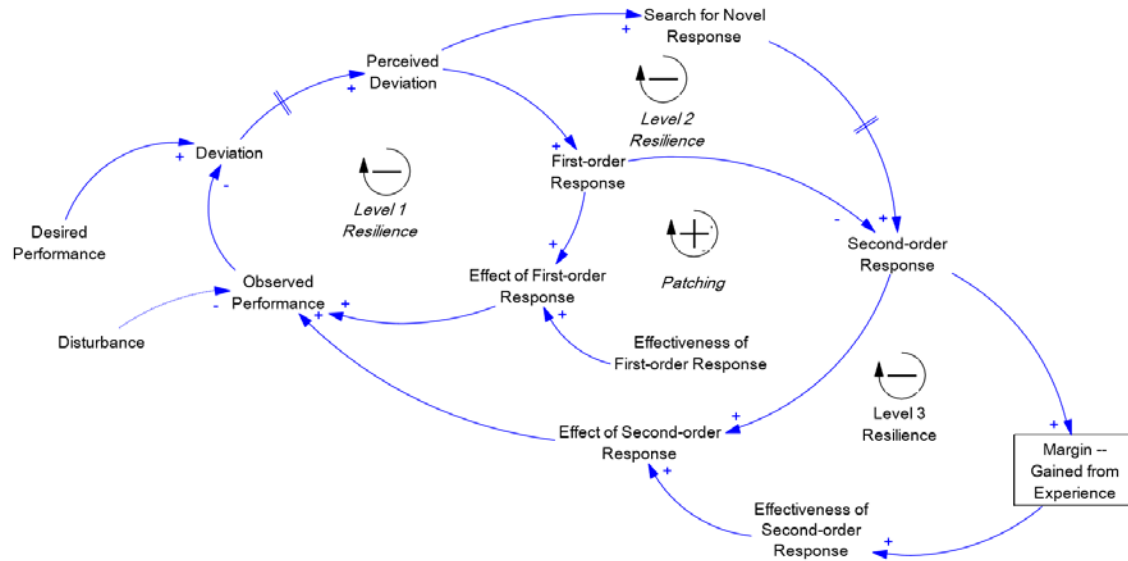 Search for Novel
Response
Perceived
Deviation
Level 2
Resilience
Deviation
First-order
Response
Level 1
Resilience
Desired
Performance
Second-order
Response
Patching
Effect of First-order
Response
Observed
Performance
Disturbance
Effectiveness of
First-order Response
Level 3
Resilience
Effect of Second-order
Response
Margin --
Gained from
Experience
Effectiveness of
Second-order
Response